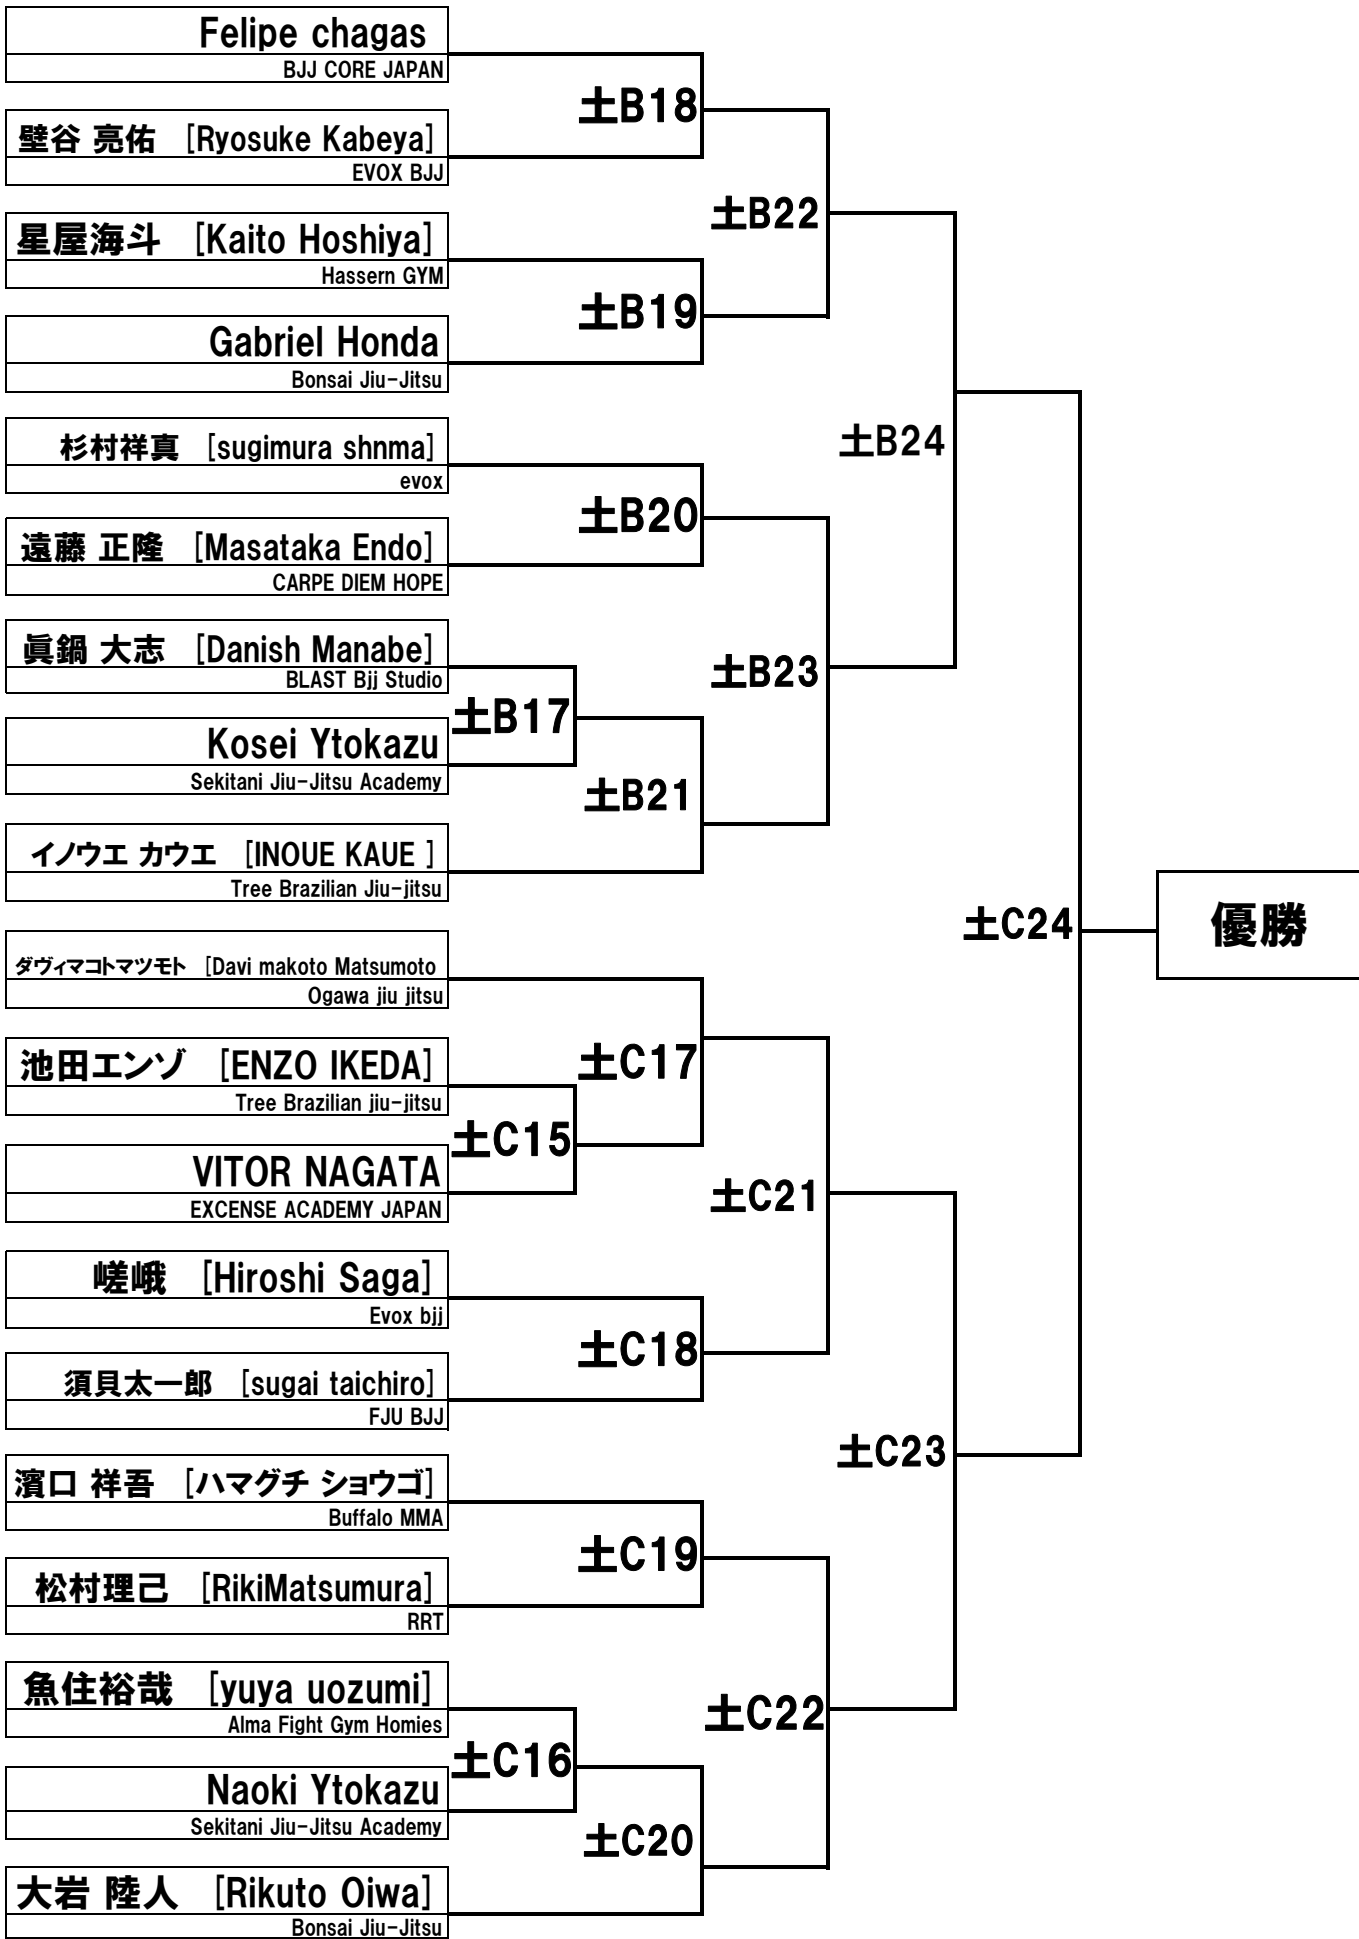 Felipe chagas
BJJ CORE JAPAN
土B18
壁谷 亮佑 [Ryosuke Kabeya]
EVOX BJJ
土B22
星屋海斗 [Kaito Hoshiya]
Hassern GYM
土B19
Gabriel Honda
Bonsai Jiu-Jitsu
土B24
杉村祥真 [sugimura shnma]
evox
土B20
遠藤 正隆 [Masataka Endo]
CARPE DIEM HOPE
眞鍋 大志 [Danish Manabe]
BLAST Bjj Studio
土B23
土B17
Kosei Ytokazu
Sekitani Jiu-Jitsu Academy
土B21
イノウエ カウエ [INOUE KAUE ]
Tree Brazilian Jiu-jitsu
土C24
優勝
ダヴィマコトマツモト [Davi makoto Matsumoto
Ogawa jiu jitsu
土C17
池田エンゾ [ENZO IKEDA]
Tree Brazilian jiu-jitsu
土C15
VITOR NAGATA
EXCENSE ACADEMY JAPAN
土C21
嵯峨 [Hiroshi Saga]
Evox bjj
土C18
須貝太一郎 [sugai taichiro]
FJU BJJ
土C23
濱口 祥吾 [ハマグチ ショウゴ]
Buffalo MMA
土C19
松村理己 [RikiMatsumura]
RRT
魚住裕哉 [yuya uozumi]
Alma Fight Gym Homies
土C22
土C16
Naoki Ytokazu
Sekitani Jiu-Jitsu Academy
土C20
大岩 陸人 [Rikuto Oiwa]
Bonsai Jiu-Jitsu